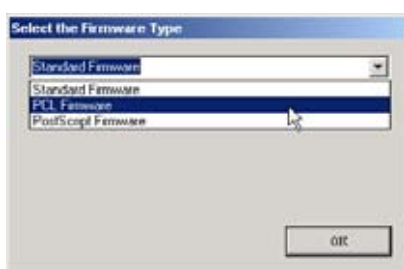 Select the Firmware Type
Standard Firmware
Standard Firmware
PCL Firmware
PostScript Firmware
OK